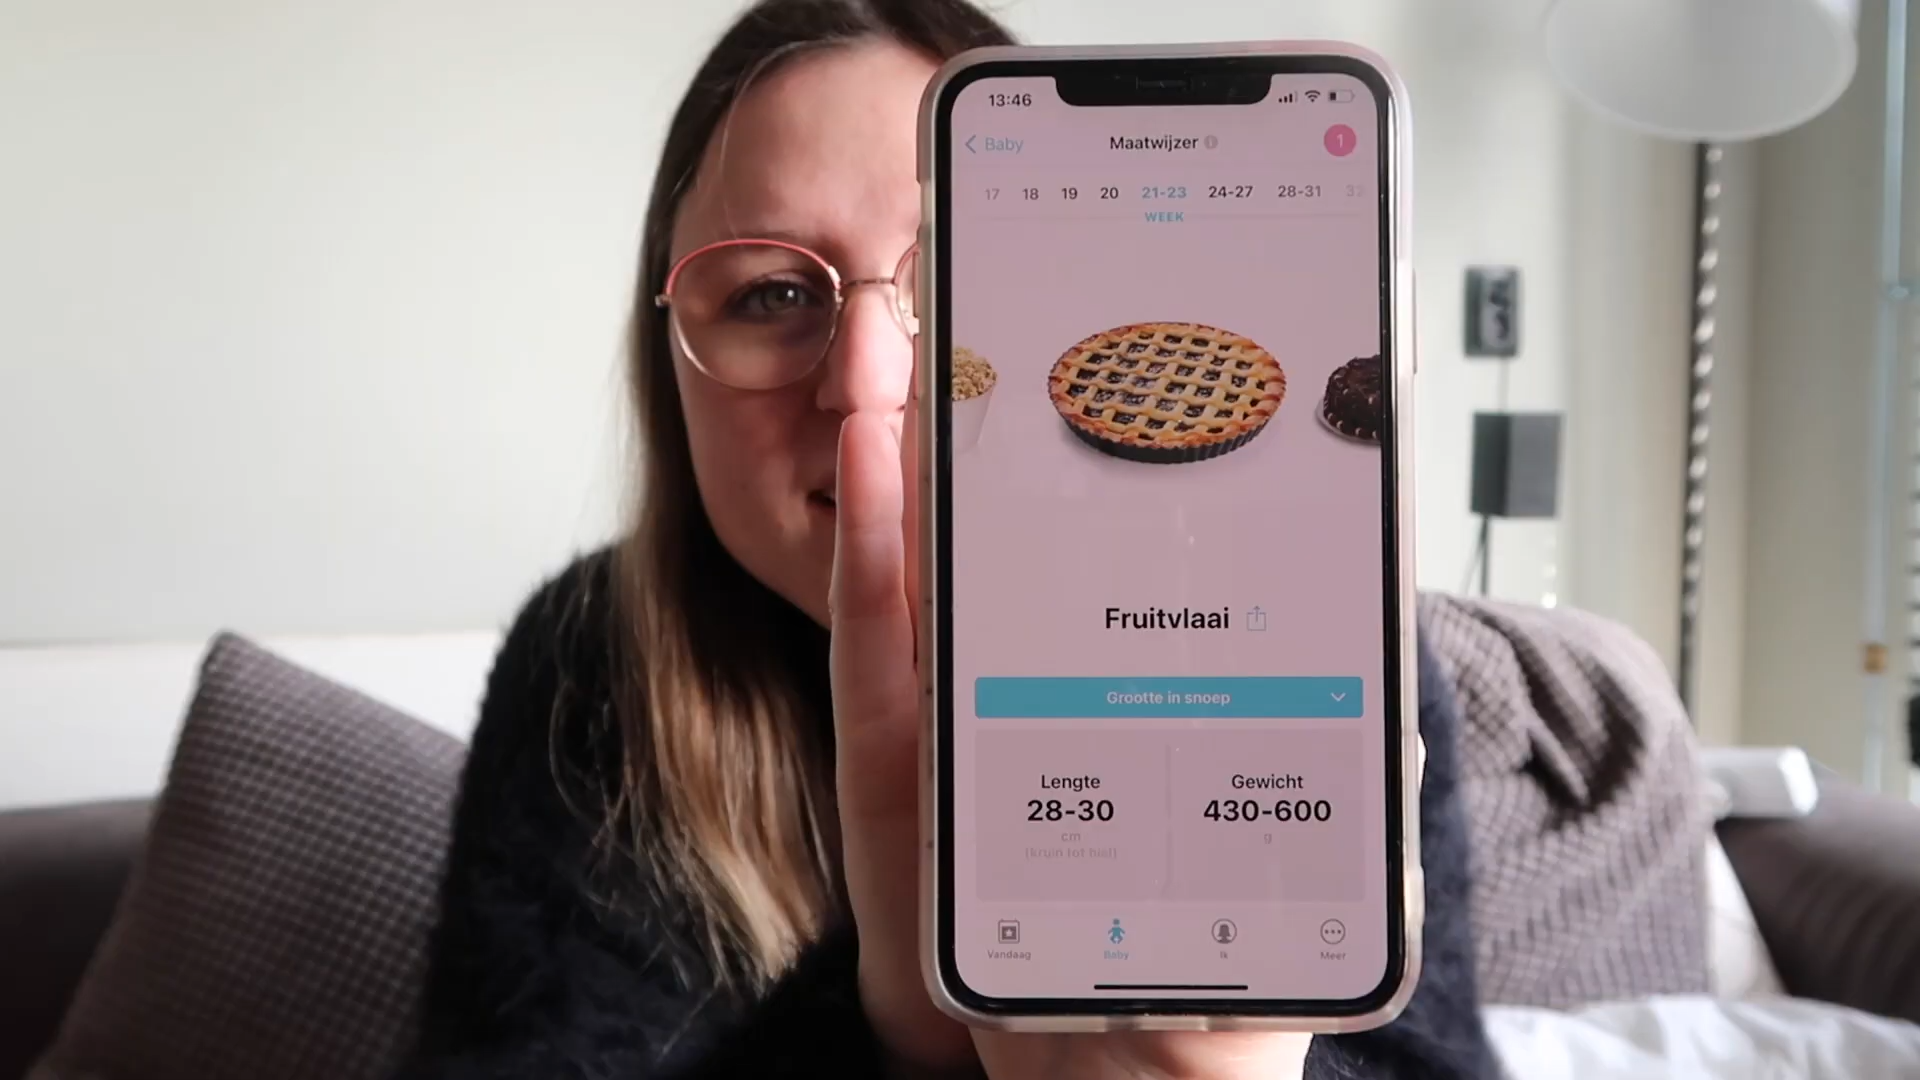 13:46
Baby
Maatwijzer
1
17 18 19 20 21-23 24-27 28-31
WEEK
Fruitvlaai
Grootte in snoep
Lengte Gewicht
28-30 430-600
cm g
(kruin tot hiel)
Vandaag Baby Ik Meer